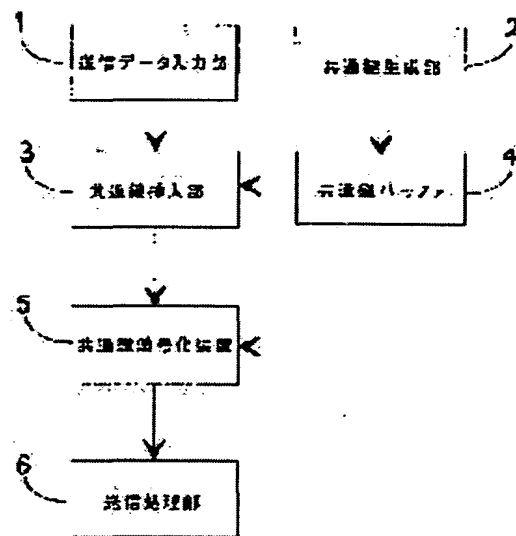 1
送信データ入力部
2
共通鍵生成部
3
共通鍵挿入部
4
共通鍵バッファ
5
共通鍵暗号化装置
6
送信処理部